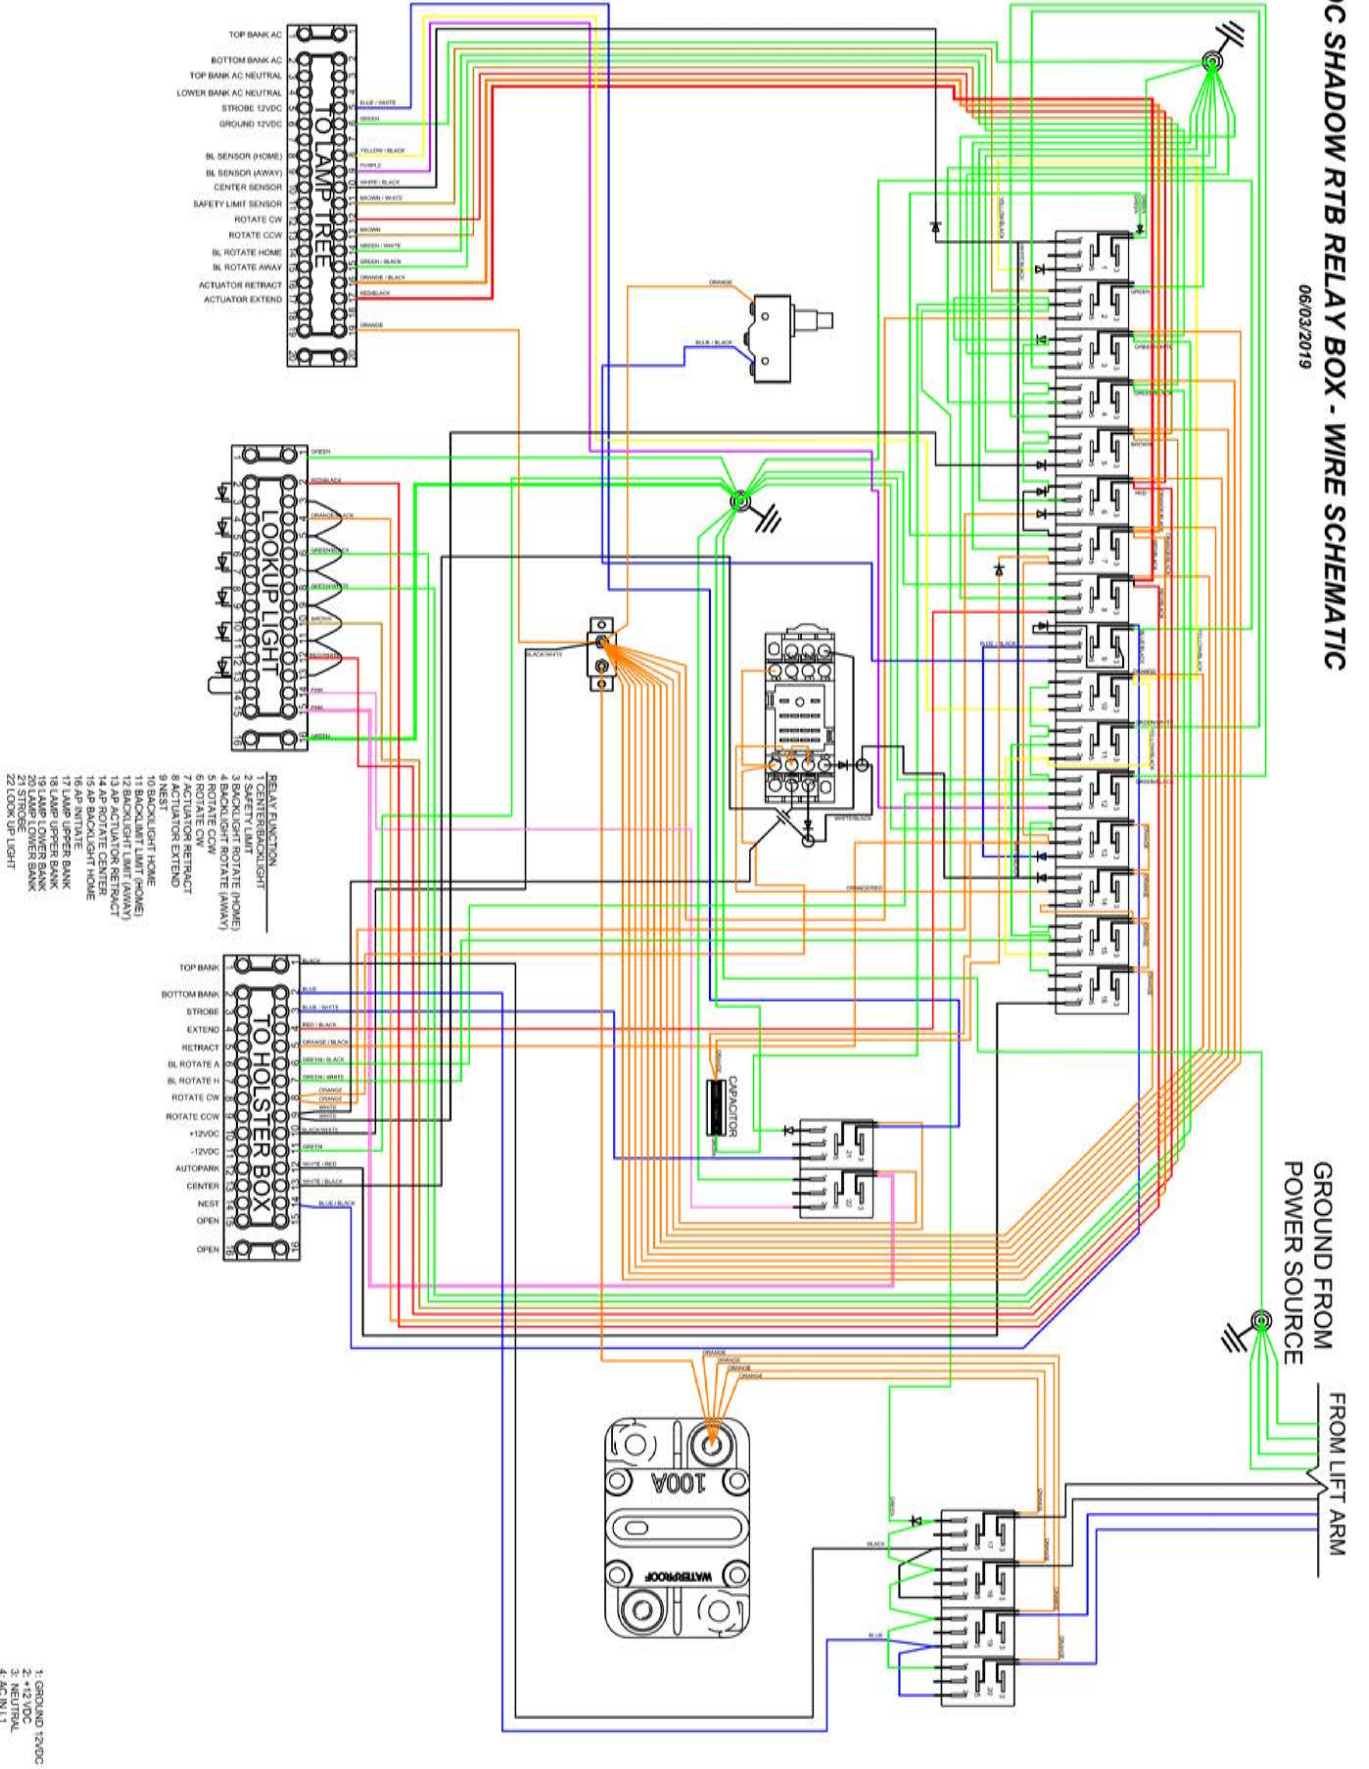 DC SHADOW RTB RELAY BOX - WIRE SCHEMATIC
06/03/2019
TOP BANK AC
BOTTOM BANK AC
TOP BANK AC NEUTRAL
LOWER BANK AC NEUTRAL
STROBE 12VDC
GROUND 12VDC
BL SENSOR (HOME)
BL SENSOR (AWAY)
CENTER SENSOR
SAFETY LIMIT SENSOR
ROTATE CW
ROTATE CCW
BL ROTATE HOME
BL ROTATE AWAY
ACTUATOR RETRACT
ACTUATOR EXTEND
TO LAMP TREE
BLUE / WHITE
GREEN
YELLOW / BLACK
PURPLE
WHITE / BLACK
BROWN / WHITE
BROWN
GREEN / WHITE
GREEN / BLACK
ORANGE / BLACK
RED/BLACK
ORANGE
ORANGE
BLUE / BLACK
LOOKUP LIGHT
GREEN
RED/BLACK
ORANGE/BLACK
GREEN/BLACK
GREEN/WHITE
BROWN
RED/WHITE
PINK
PINK
GREEN
BLACK/WHITE
WHITE/BLACK
ORANGE/RED
RELAY FUNCTION
1 CENTER/BACKLIGHT
2 SAFETY LIMIT
3 BACKLIGHT ROTATE (HOME)
4 BACKLIGHT ROTATE (AWAY)
5 ROTATE CCW
6 ROTATE CW
7 ACTUATOR RETRACT
8 ACTUATOR EXTEND
9 NEST
10 BACKLIGHT HOME
11 BACKLIMIT LIMIT (HOME)
12 BACKLIGHT LIMIT (AWAY)
13 AP ACTUATOR RETRACT
14 AP ROTATE CENTER
15 AP BACKLIGHT HOME
16 AP INITIATE
17 LAMP UPPER BANK
18 LAMP UPPER BANK
19 LAMP LOWER BANK
20 LAMP LOWER BANK
21 STROBE
22 LOOK UP LIGHT
TOP BANK
BOTTOM BANK
STROBE
EXTEND
RETRACT
BL ROTATE A
BL ROTATE H
ROTATE CW
ROTATE CCW
+12VDC
-12VDC
AUTOPARK
CENTER
NEST
OPEN
OPEN
TO HOLSTER BOX
BLACK
BLUE
BLUE / WHITE
RED / BLACK
ORANGE / BLACK
GREEN / BLACK
GREEN / WHITE
ORANGE
ORANGE
WHITE
WHITE
BLACK/WHITE
GREEN
WHITE / RED
WHITE / BLACK
BLUE / BLACK
CAPACITOR
GROUND FROM
POWER SOURCE
FROM LIFT ARM
ORANGE
ORANGE
ORANGE
ORANGE
100A
WATERPROOF
BLACK
BLUE
1: GROUND 12VDC
2: +12 VDC
3: NEUTRAL
4: AC IN L1